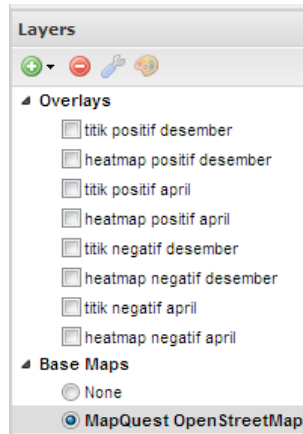 Layers
Overlays
titik positif desember
heatmap positif desember
titik positif april
heatmap positif april
titik negatif desember
heatmap negatif desember
titik negatif april
heatmap negatif april
Base Maps
None
MapQuest OpenStreetMap